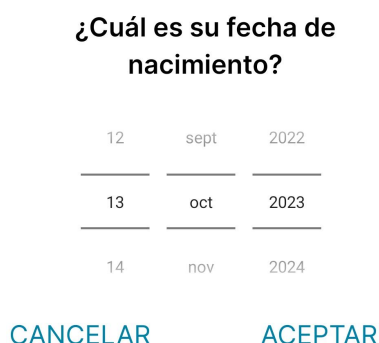 ¿Cuál es su fecha de
nacimiento?
12 sept 2022
13 oct 2023
14 nov 2024
CANCELAR ACEPTAR